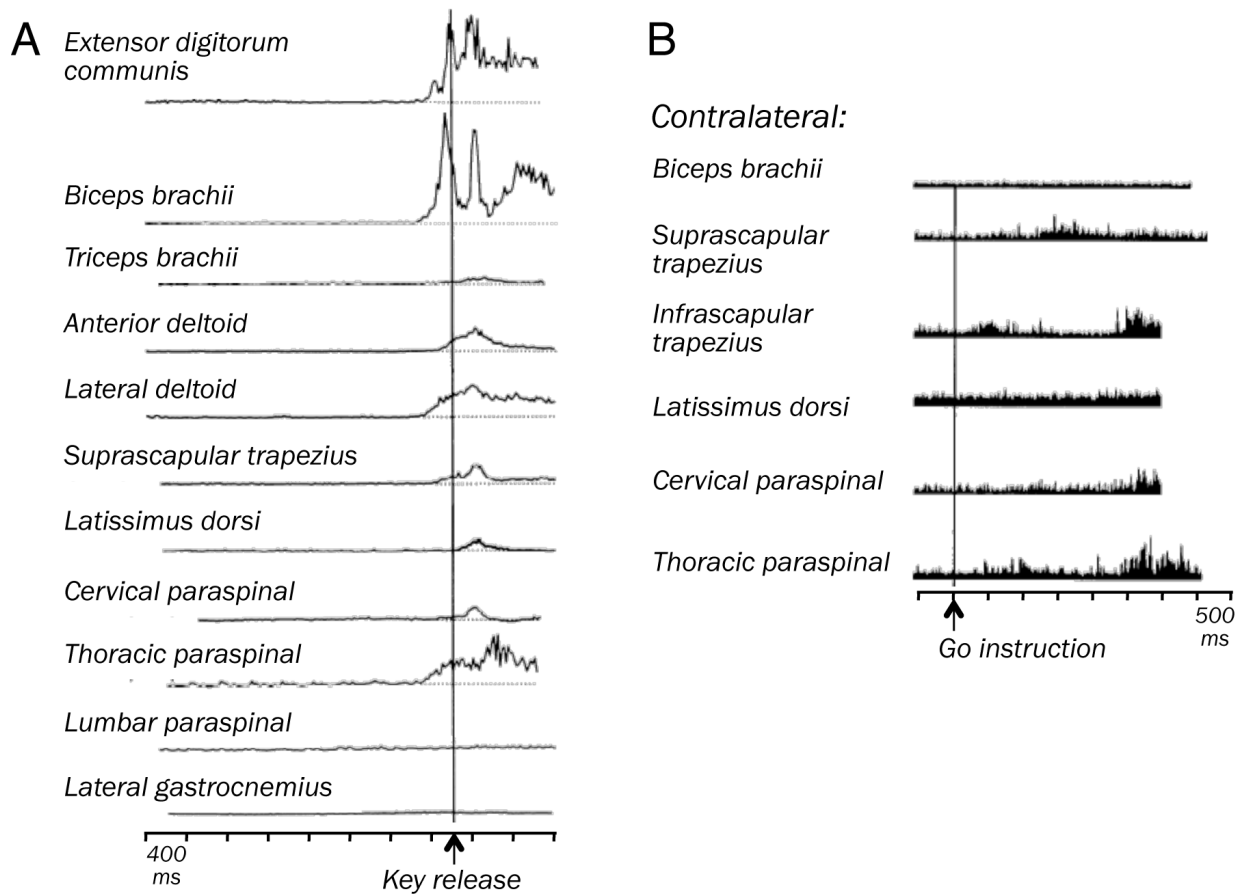 A
Extensor digitorum
communis
Biceps brachii
Triceps brachii
Anterior deltoid
Lateral deltoid
Suprascapular trapezius
Latissimus dorsi
Cervical paraspinal
Thoracic paraspinal
Lumbar paraspinal
Lateral gastrocnemius
400
ms
Key release
B
Contralateral:
Biceps brachii
Suprascapular
trapezius
Infrascapular
trapezius
Latissimus dorsi
Cervical paraspinal
Thoracic paraspinal
500
ms
Go instruction